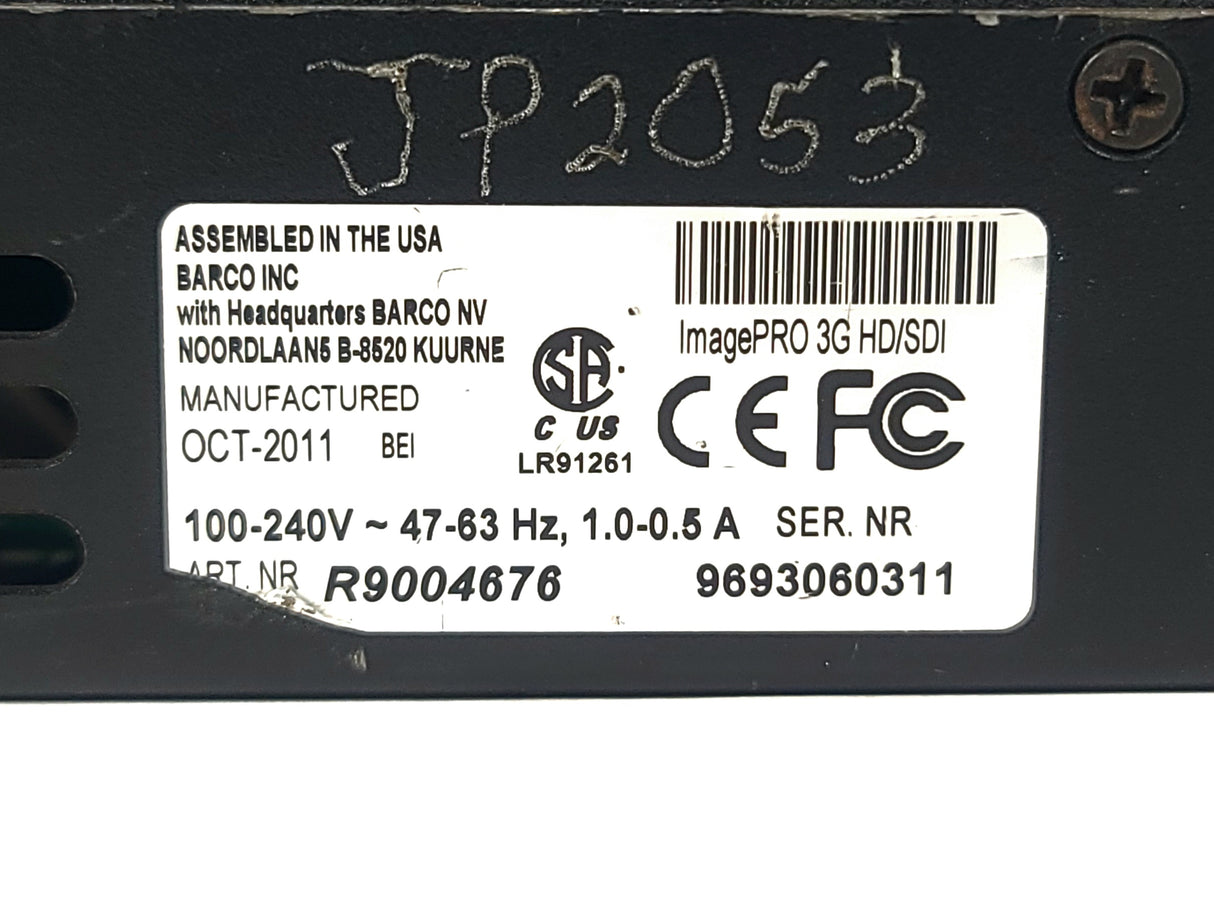 JP2053
ASSEMBLED IN THE USA
BARCO INC
with Headquarters BARCO NV
NOORDLAAN5 B-8520 KUURNE
MANUFACTURED
OCT-2011 BEI
ImagePRO 3G HD/SDI
SA
C US
LR91261
CE FC
100-240V ~ 47-63 Hz, 1.0-0.5 A SER. NR
ART. NR R9004676 9693060311